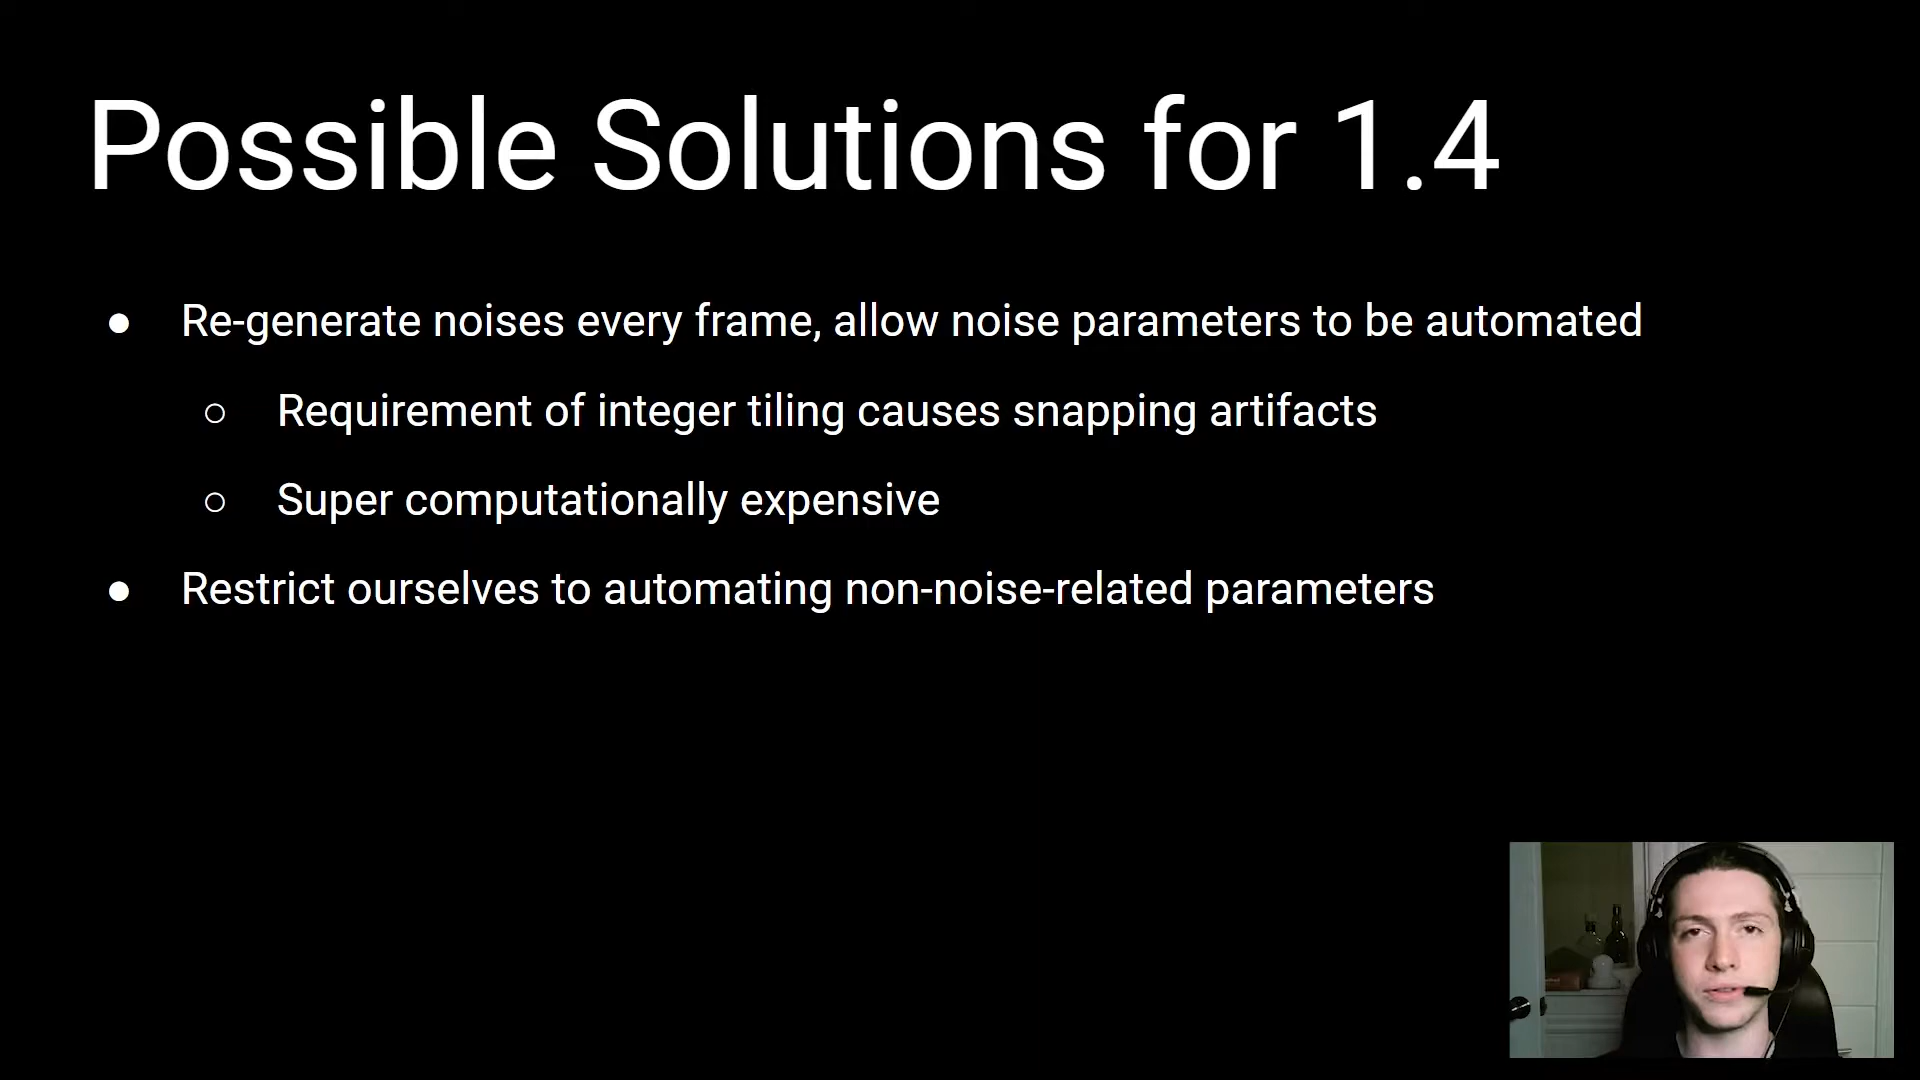 Possible Solutions for 1.4
● Re-generate noises every frame, allow noise parameters to be automated
○ Requirement of integer tiling causes snapping artifacts
○ Super computationally expensive
● Restrict ourselves to automating non-noise-related parameters